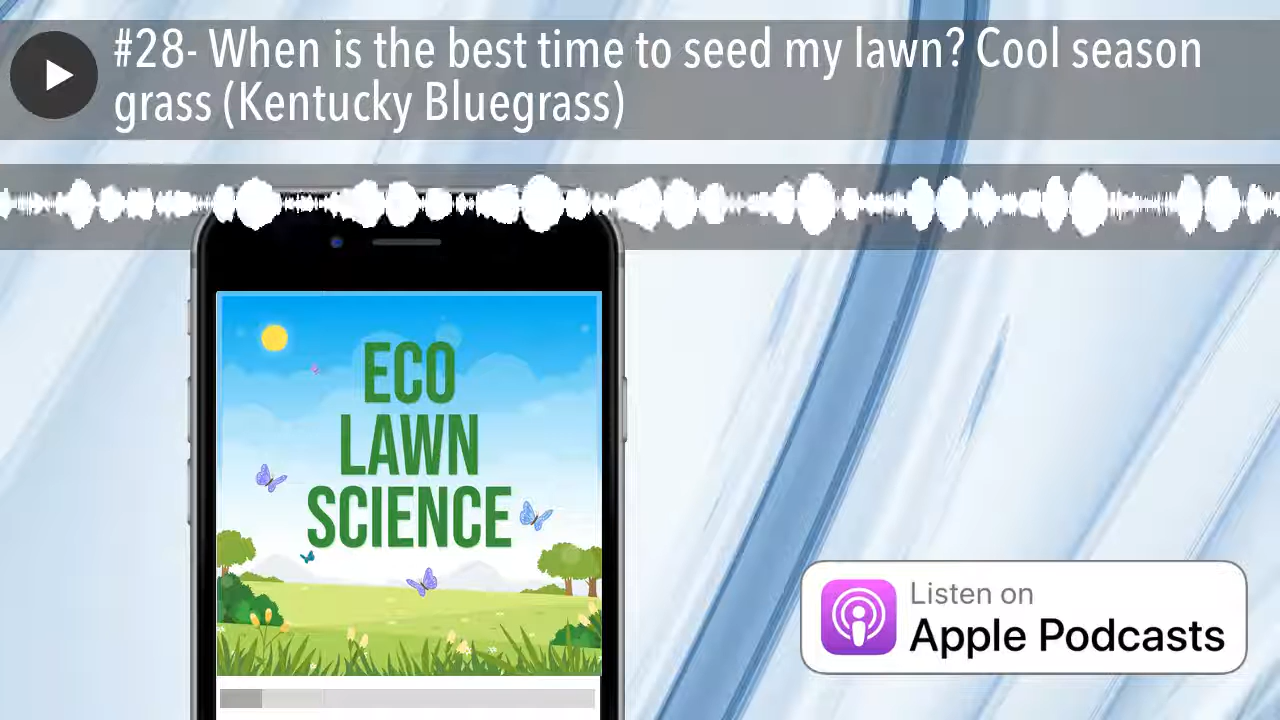 #28- When is the best time to seed my lawn? Cool season
grass (Kentucky Bluegrass)
ECO
LAWN
SCIENCE
Listen on
Apple Podcasts